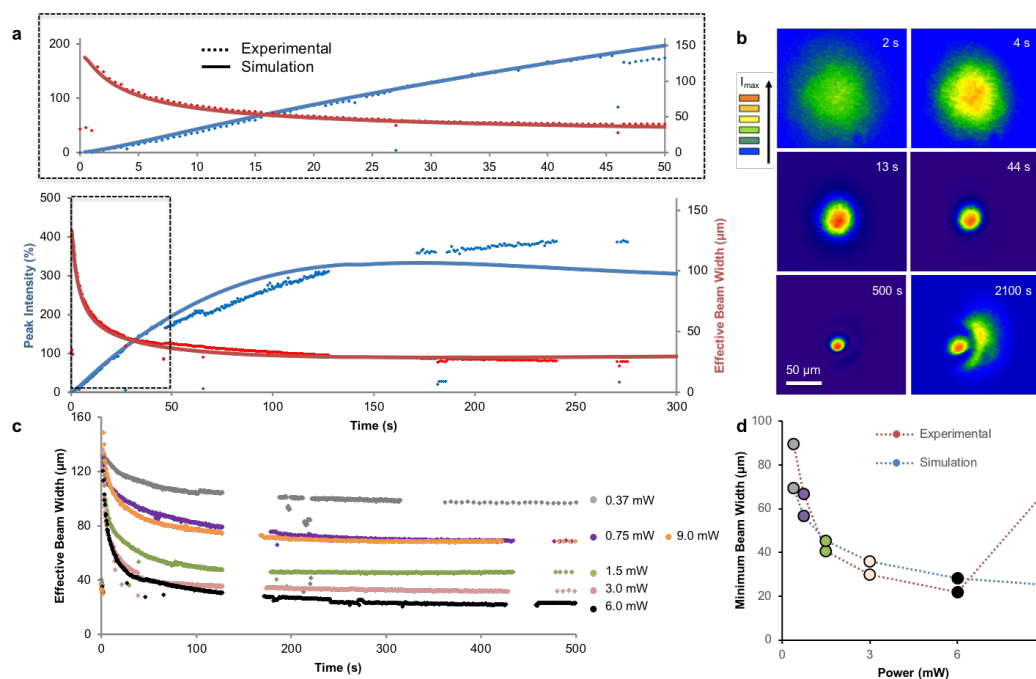 a
Experimental
Simulation
200
100
0
150
100
50
0
0 5 10 15 20 25 30 35 40 45 50
500
400
300
200
100
0
150
100
50
0
Peak Intensity (%)
Effective Beam Width (µm)
0 50 100 150 200 250 300
Time (s)
b
I max
2 s
4 s
13 s
44 s
500 s
2100 s
50 µm
c
160
120
80
40
0
Effective Beam Width (µm)
0 100 200 300 400 500
Time (s)
0.37 mW
0.75 mW 9.0 mW
1.5 mW
3.0 mW
6.0 mW
d
100
80
60
40
20
0
Minimum Beam Width (µm)
Experimental
Simulation
0 3 6
Power (mW)